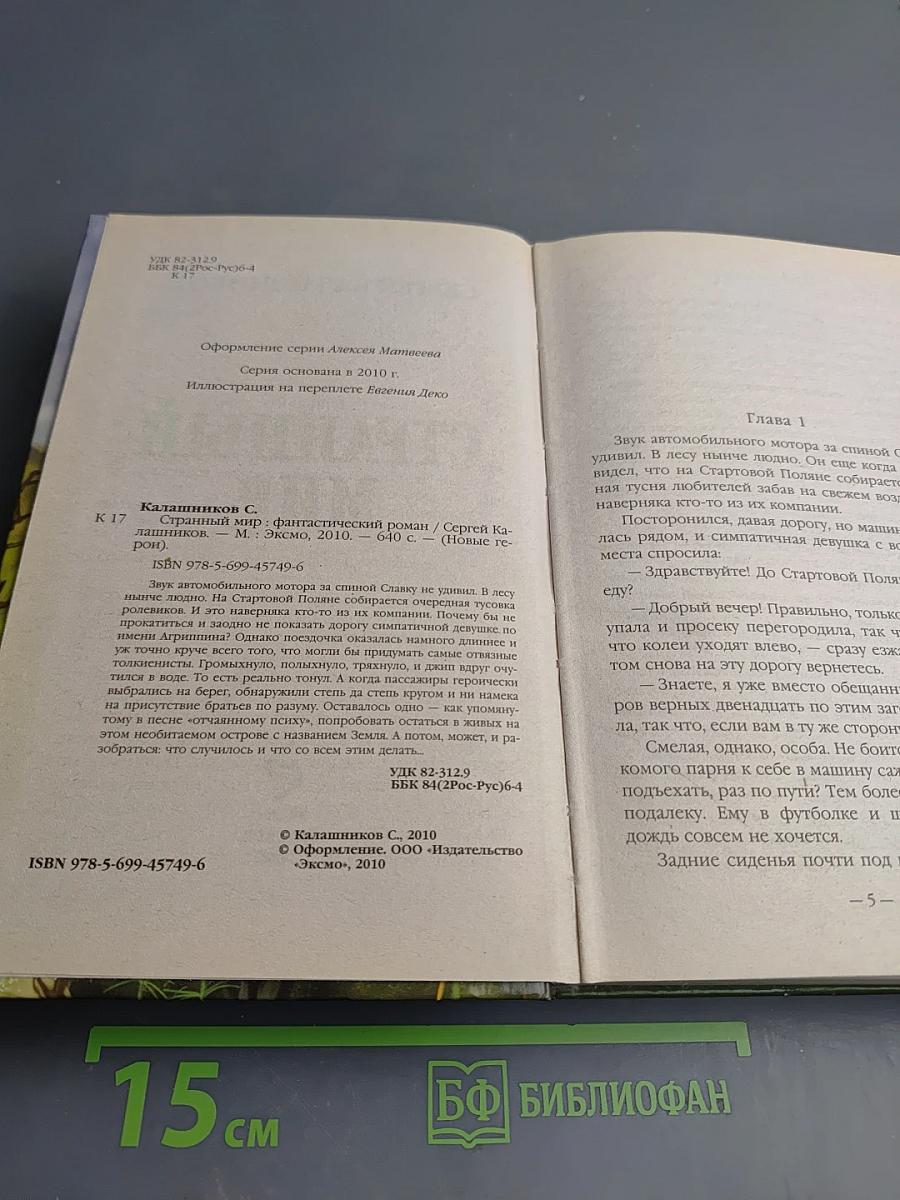 УДК 82-312.9
ББК 84(2Рос-Рус)6-4
К 17
Оформление серии Алексея Матвеева
Серия основана в 2010 г.
Иллюстрация на переплете Евгения Деко
Калашников С.
К 17 Странный мир : фантастический роман / Сергей Ка-
лашников. — М. : Эксмо, 2010. — 640 с. — (Новые ге-
рои).
ISBN 978-5-699-45749-6
Звук автомобильного мотора за спиной Славку не удивил. В лесу
нынче людно. На Стартовой Поляне собирается очередная тусовка
ролевиков. И это наверняка кто-то из их компании. Почему бы не
прокатиться и заодно не показать дорогу симпатичной девушке по
имени Агриппина? Однако поездочка оказалась намного длиннее и
уж точно круче всего того, что могли бы придумать самые отвязные
толкиенисты. Громыхнуло, полыхнуло, тряхнуло, и джип вдруг очу-
тился в воде. То есть реально тонул. А когда пассажиры героически
выбрались на берег, обнаружили степь да степь кругом и ни намека
на присутствие братьев по разуму. Оставалось одно — как упомяну-
тому в песне «отчаянному психу», попробовать остаться в живых на
этом необитаемом острове с названием Земля. А потом, может, и ра-
зобраться: что случилось и что со всем этим делать...
УДК 82-312.9
ББК 84(2Рос-Рус)6-4
© Калашников С., 2010
© Оформление. ООО «Издательство
«Эксмо», 2010
ISBN 978-5-699-45749-6
Глава 1
Звук автомобильного мотора за спиной С
удивил. В лесу нынче людно. Он еще когда
видел, что на Стартовой Поляне собирает
ная тусня любителей забав на свежем возд
наверняка кто-то из их компании.
Посторонился, давая дорогу, но машин
лась рядом, и симпатичная девушка с во
места спросила:
— Здравствуйте! До Стартовой Поля
еду?
— Добрый вечер! Правильно, только
упала и просеку перегородила, так ч
что колеи уходят влево, — сразу езж
том снова на эту дорогу вернетесь.
— Знаете, я уже вместо обещанн
ров верных двенадцать по этим заг
ла, так что, если вам в ту же сторон
Смелая, однако, особа. Не боит
комого парня к себе в машину саж
подъехать, раз по пути? Тем более
подалеку. Ему в футболке и ш
дождь совсем не хочется.
Задние сиденья почти под
— 5 —
15 см
БФ БИБЛИОФАН